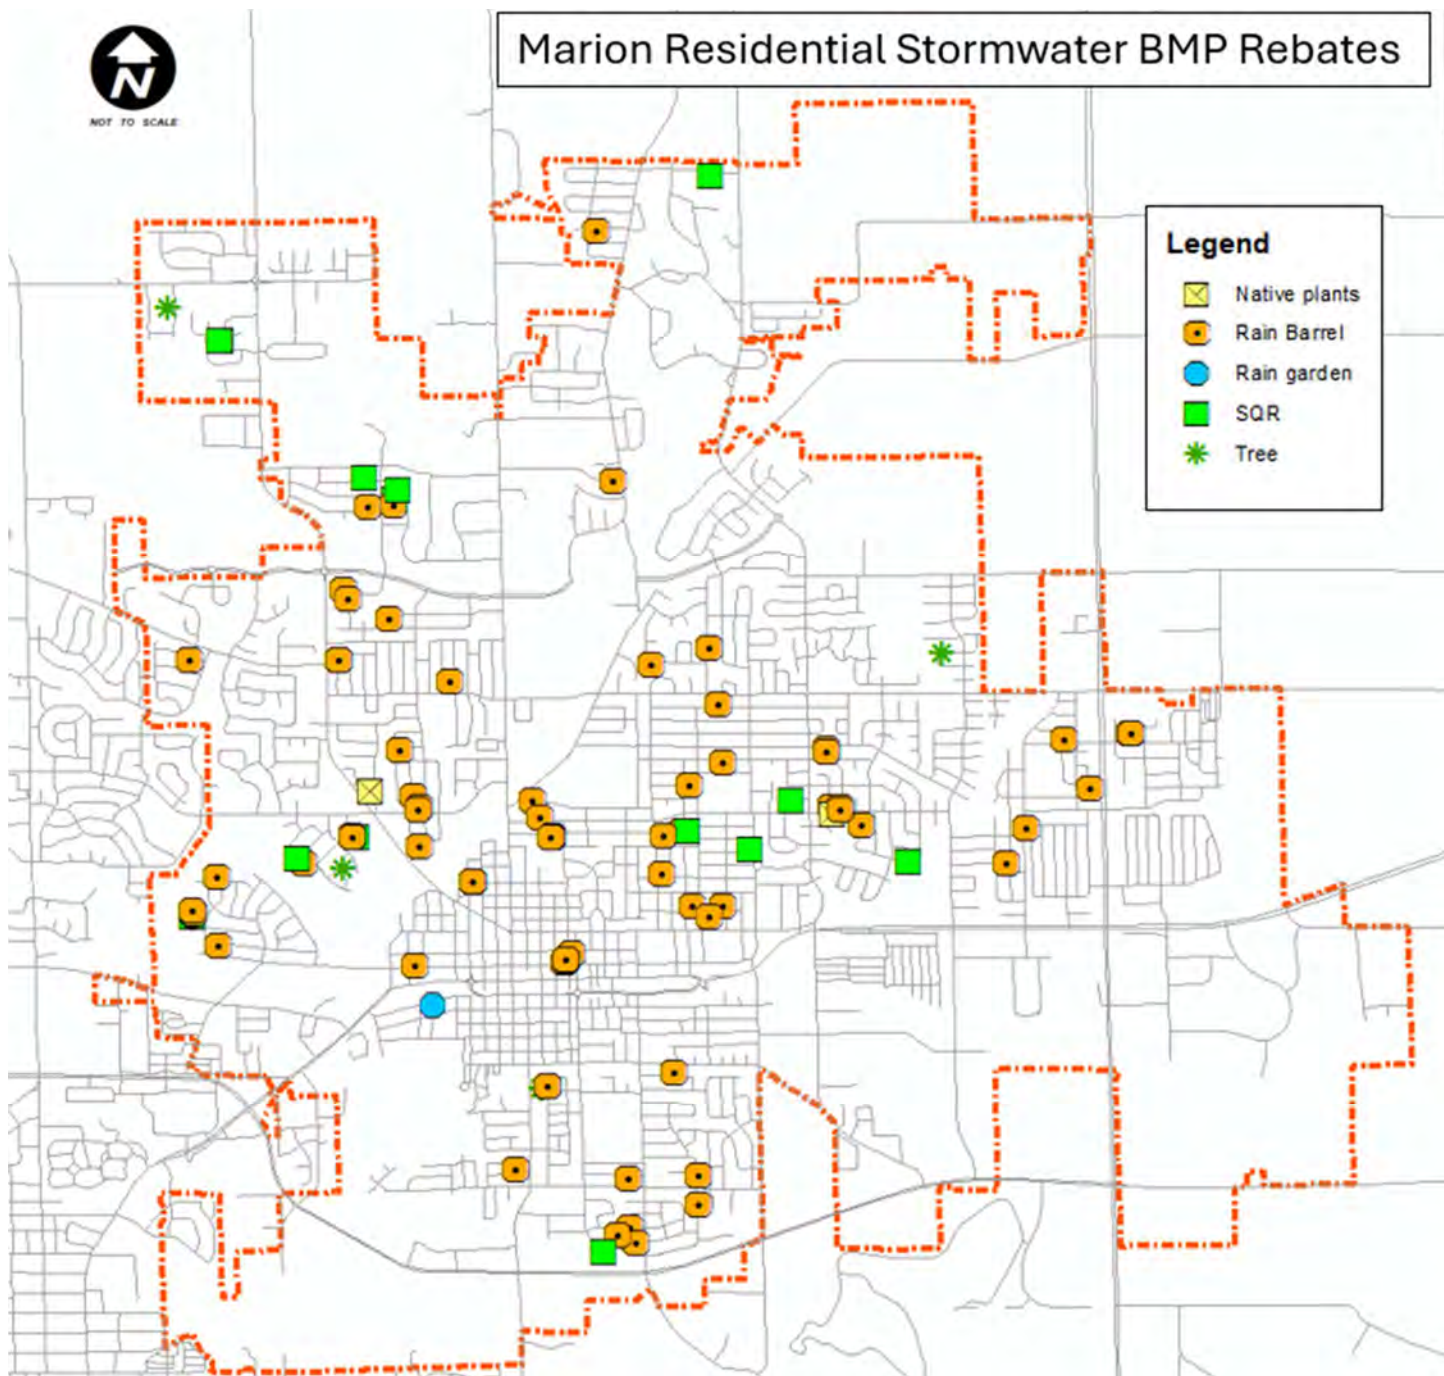 Marion Residential Stormwater BMP Rebates
N
NOT TO SCALE
Legend
Native plants
Rain Barrel
Rain garden
SQR
Tree